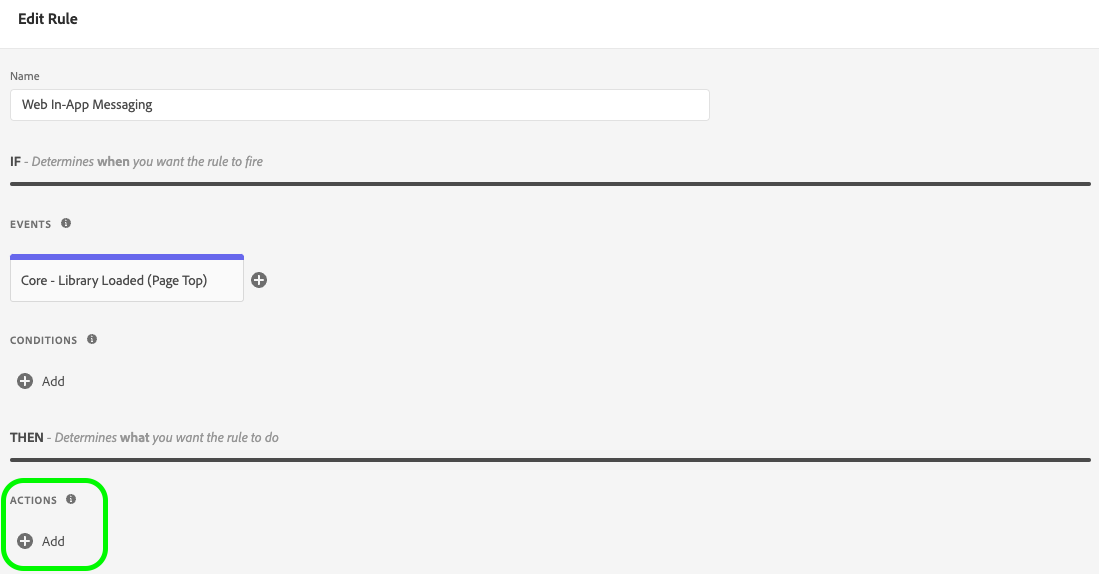 Edit Rule
Name
Web In-App Messaging
IF - Determines when you want the rule to fire
EVENTS
Core - Library Loaded (Page Top)
CONDITIONS
Add
THEN - Determines what you want the rule to do
ACTIONS
Add